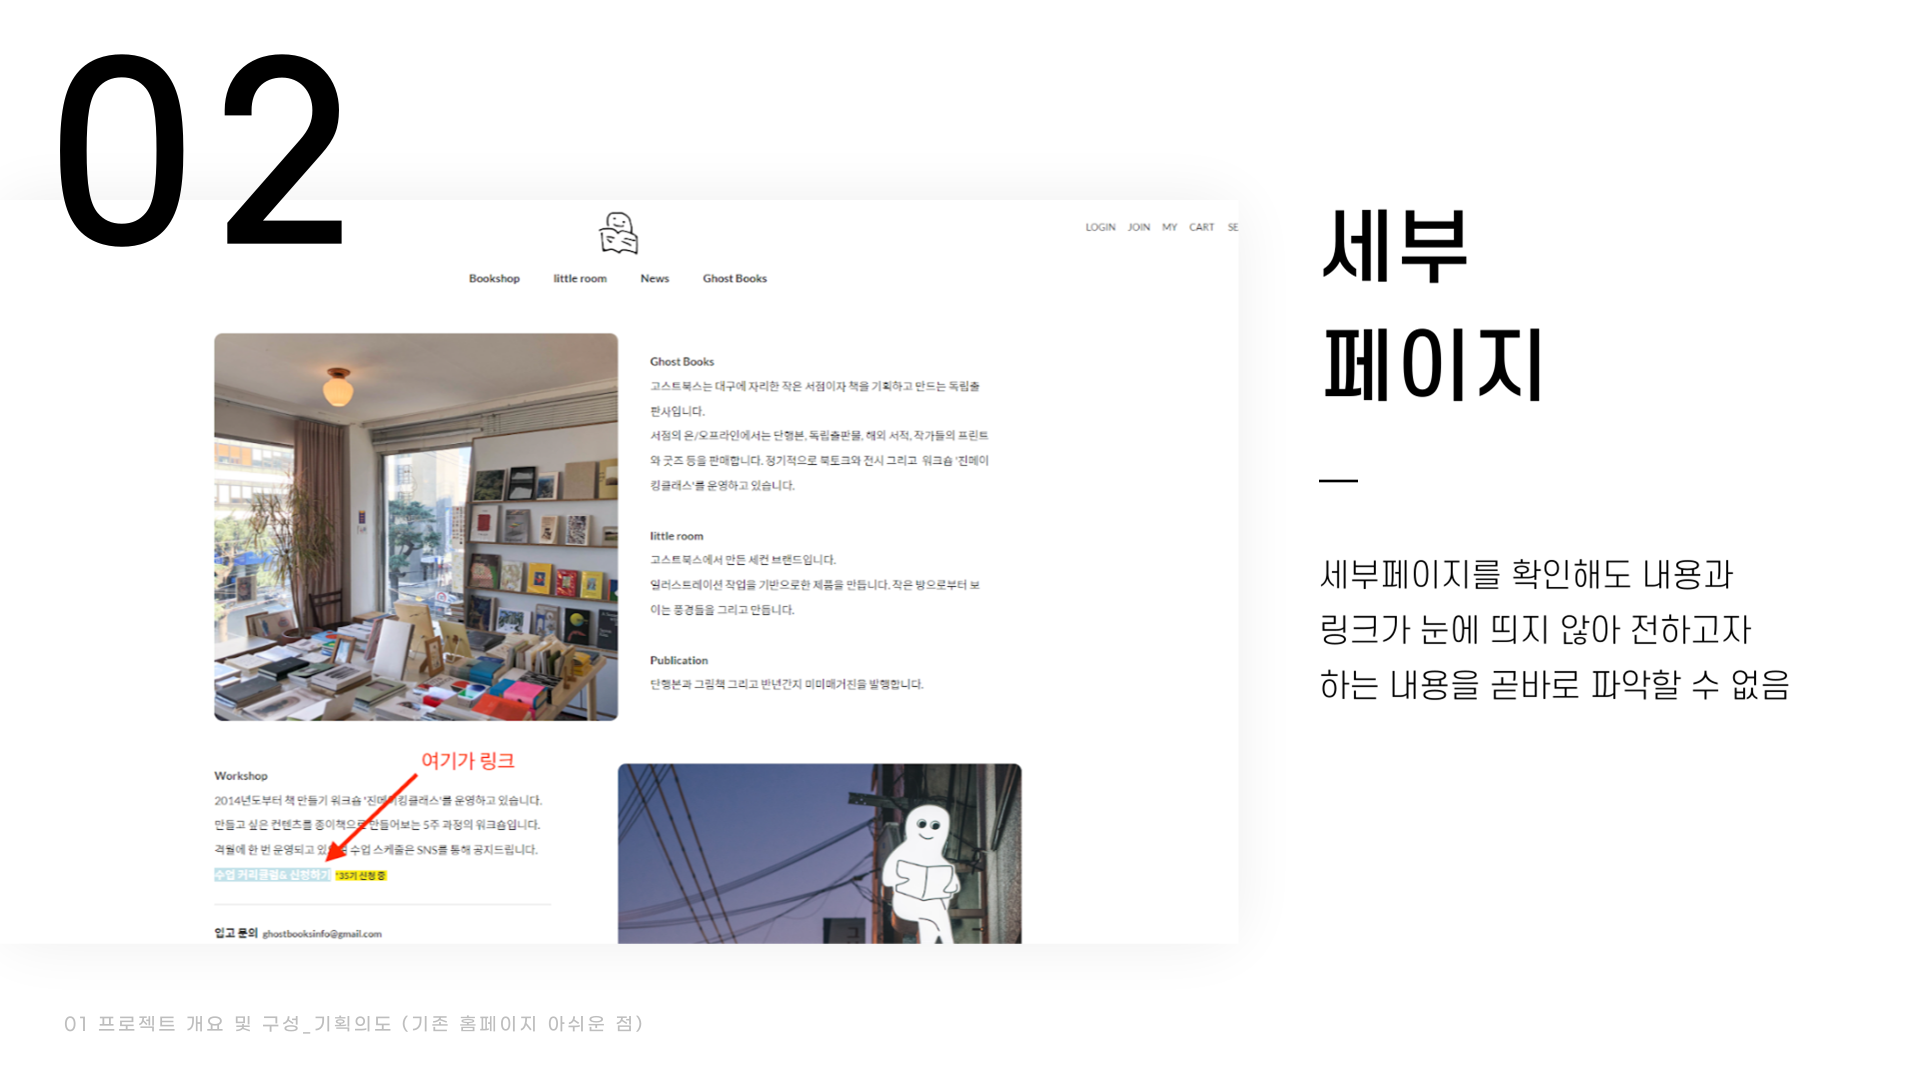 02
LOGIN JOIN MY CART SE
Bookshop little room News Ghost Books
Ghost Books
고스트북스는 대구에 자리한 작은 서점이자 책을 기획하고 만드는 독립출
판사입니다.
서점의 온/오프라인에서는 단행본, 독립출판물, 해외 서적, 작가들의 프린트
와 굿즈 등을 판매합니다. 정기적으로 북토크와 전시 그리고 워크숍 '진메이
킹클래스'를 운영하고 있습니다.
little room
고스트북스에서 만든 세컨 브랜드입니다.
일러스트레이션 작업을 기반으로한 제품을 만듭니다. 작은 방으로부터 보
이는 풍경들을 그리고 만듭니다.
Publication
단행본과 그림책 그리고 반년간지 미미매거진을 발행합니다.
여기가 링크
Workshop
2014년도부터 책 만들기 워크숍 '진메이킹클래스'를 운영하고 있습니다.
만들고 싶은 컨텐츠를 종이책으로 만들어보는 5주 과정의 워크숍입니다.
격월에 한 번 운영되고 수업 스케줄은 SNS를 통해 공지드립니다.
수업 커리큘럼& 신청하기 *35기 신청 중
입고 문의 ghostbooksinfo@gmail.com
세부
페이지
세부페이지를 확인해도 내용과
링크가 눈에 띄지 않아 전하고자
하는 내용을 곧바로 파악할 수 없음
01 프로젝트 개요 및 구성_기획의도 (기존 홈페이지 아쉬운 점)